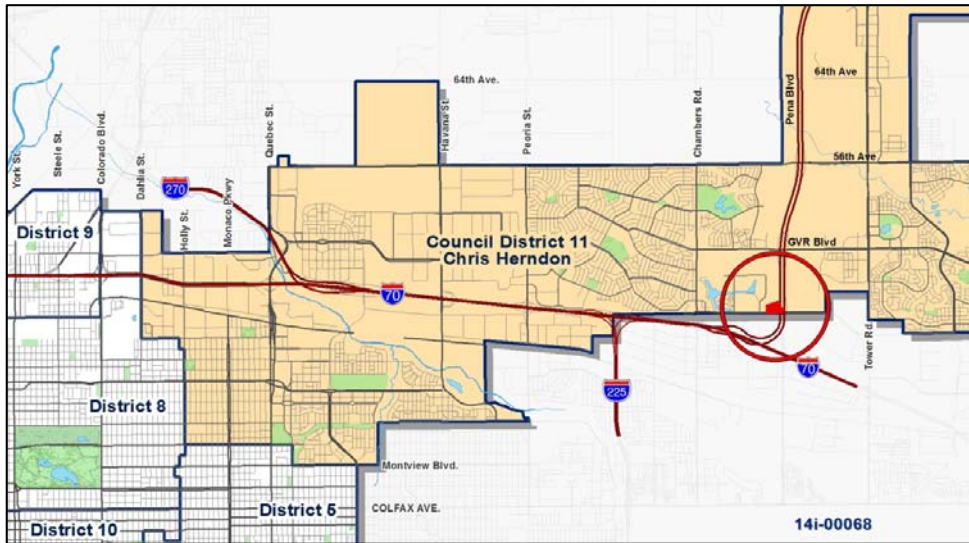 64th Ave.
64th Ave
Pena Blvd
Chambers Rd.
Peoria St.
Havana St
Quebec St.
York St.
Steele St.
Colorado Blvd.
Dahlia St.
56th Ave
270
Holly St.
Monaco Pkwy
District 9
Council District 11
Chris Herndon
GVR Blvd
70
Tower Rd.
70
225
District 8
Montview Blvd.
District 5
COLFAX AVE.
District 10
14i-00068